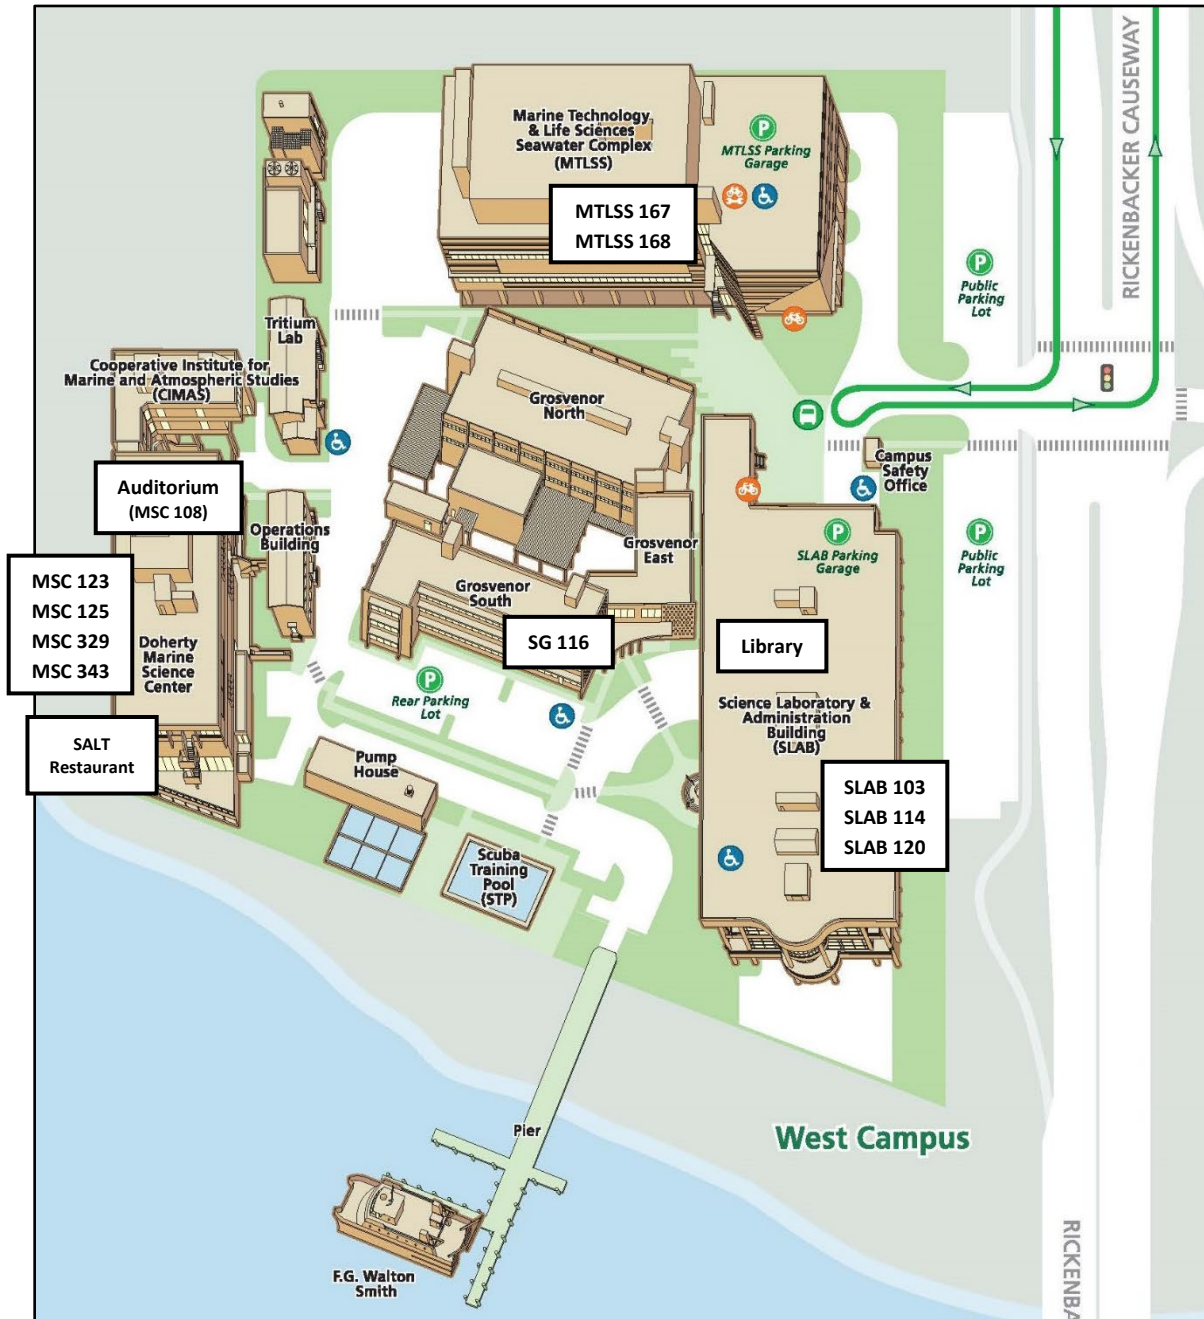 RICKENBACKER CAUSEWAY
Marine Technology
& Life Sciences
Seawater Complex
(MTLSS)
P
MTLSS Parking
Garage
MTLSS 167
MTLSS 168
P
Public
Parking
Lot
Tritium
Lab
Cooperative Institute for
Marine and Atmospheric Studies
(CIMAS)
Grosvenor
North
Campus
Safety
Office
Auditorium
(MSC 108)
Operations
Building
Grosvenor
East
P
SLAB Parking
Garage
P
Public
Parking
Lot
MSC 123
MSC 125
MSC 329
MSC 343
Doherty
Marine
Science
Center
Grosvenor
South
SG 116
Library
P
Rear Parking
Lot
Science Laboratory &
Administration
Building
(SLAB)
SALT
Restaurant
Pump
House
SLAB 103
SLAB 114
SLAB 120
Scuba
Training
Pool
(STP)
Pier
West Campus
F.G. Walton
Smith
RICKENBA